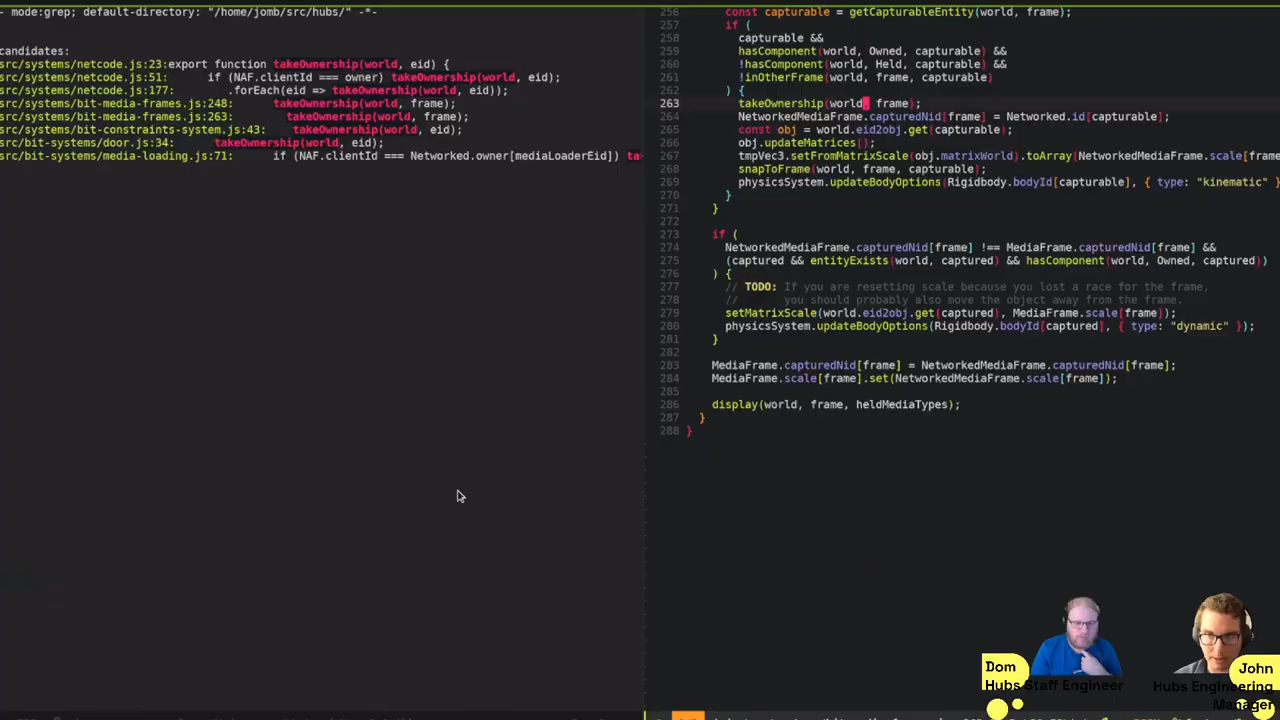 - mode:grep; default-directory: "/home/jomb/src/hubs/" -*-
candidates:
src/systems/netcode.js:23:export function takeOwnership(world, eid) {
src/systems/netcode.js:51:      if (NAF.clientId === owner) takeOwnership(world, eid);
src/systems/netcode.js:177:         .forEach(eid => takeOwnership(world, eid));
src/systems/bit-media-frames.js:248:      takeOwnership(world, frame);
src/systems/bit-media-frames.js:263:        takeOwnership(world, frame);
src/systems/bit-constraints-system.js:43:    takeOwnership(world, eid);
src/bit-systems/door.js:34:      takeOwnership(world, eid);
src/bit-systems/media-loading.js:71:      if (NAF.clientId === Networked.owner[mediaLoaderEid]) ta
256       const capturable = getCapturableEntity(world, frame);
257       if (
258         capturable &&
259         hasComponent(world, Owned, capturable) &&
260         !hasComponent(world, Held, capturable) &&
261         !inOtherFrame(world, frame, capturable)
262       ) {
263         takeOwnership(world, frame);
264         NetworkedMediaFrame.capturedNid[frame] = Networked.id[capturable];
265         const obj = world.eid2obj.get(capturable);
266         obj.updateMatrices();
267         tmpVec3.setFromMatrixScale(obj.matrixWorld).toArray(NetworkedMediaFrame.scale[frame
268         snapToFrame(world, frame, capturable);
269         physicsSystem.updateBodyOptions(Rigidbody.bodyId[capturable], { type: "kinematic" }
270       }
271     }
272
273     if (
274       NetworkedMediaFrame.capturedNid[frame] !== MediaFrame.capturedNid[frame] &&
275       (captured && entityExists(world, captured) && hasComponent(world, Owned, captured))
276     ) {
277       // TODO: If you are resetting scale because you lost a race for the frame,
278       //       you should probably also move the object away from the frame.
279       setMatrixScale(world.eid2obj.get(captured), MediaFrame.scale[frame]);
280       physicsSystem.updateBodyOptions(Rigidbody.bodyId[captured], { type: "dynamic" });
281     }
282
283     MediaFrame.capturedNid[frame] = NetworkedMediaFrame.capturedNid[frame];
284     MediaFrame.scale[frame].set(NetworkedMediaFrame.scale[frame]);
285
286     display(world, frame, heldMediaTypes);
287   }
288 }
Dom
Hubs Staff Engineer
John
Hubs Engineering
Manager